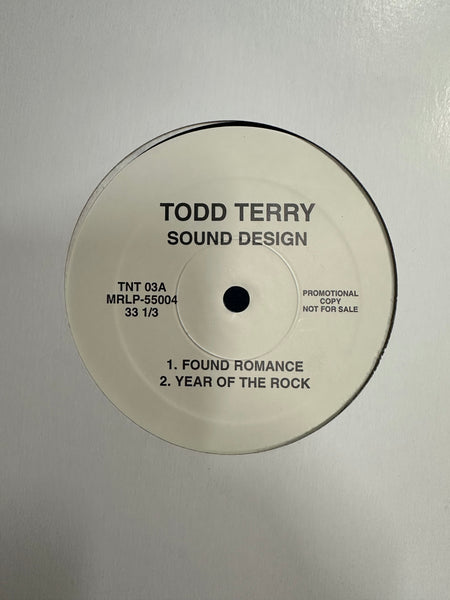 TODD TERRY
SOUND DESIGN
TNT 03A
MRLP-55004
33 1/3
PROMOTIONAL
COPY
NOT FOR SALE
1. FOUND ROMANCE
2. YEAR OF THE ROCK